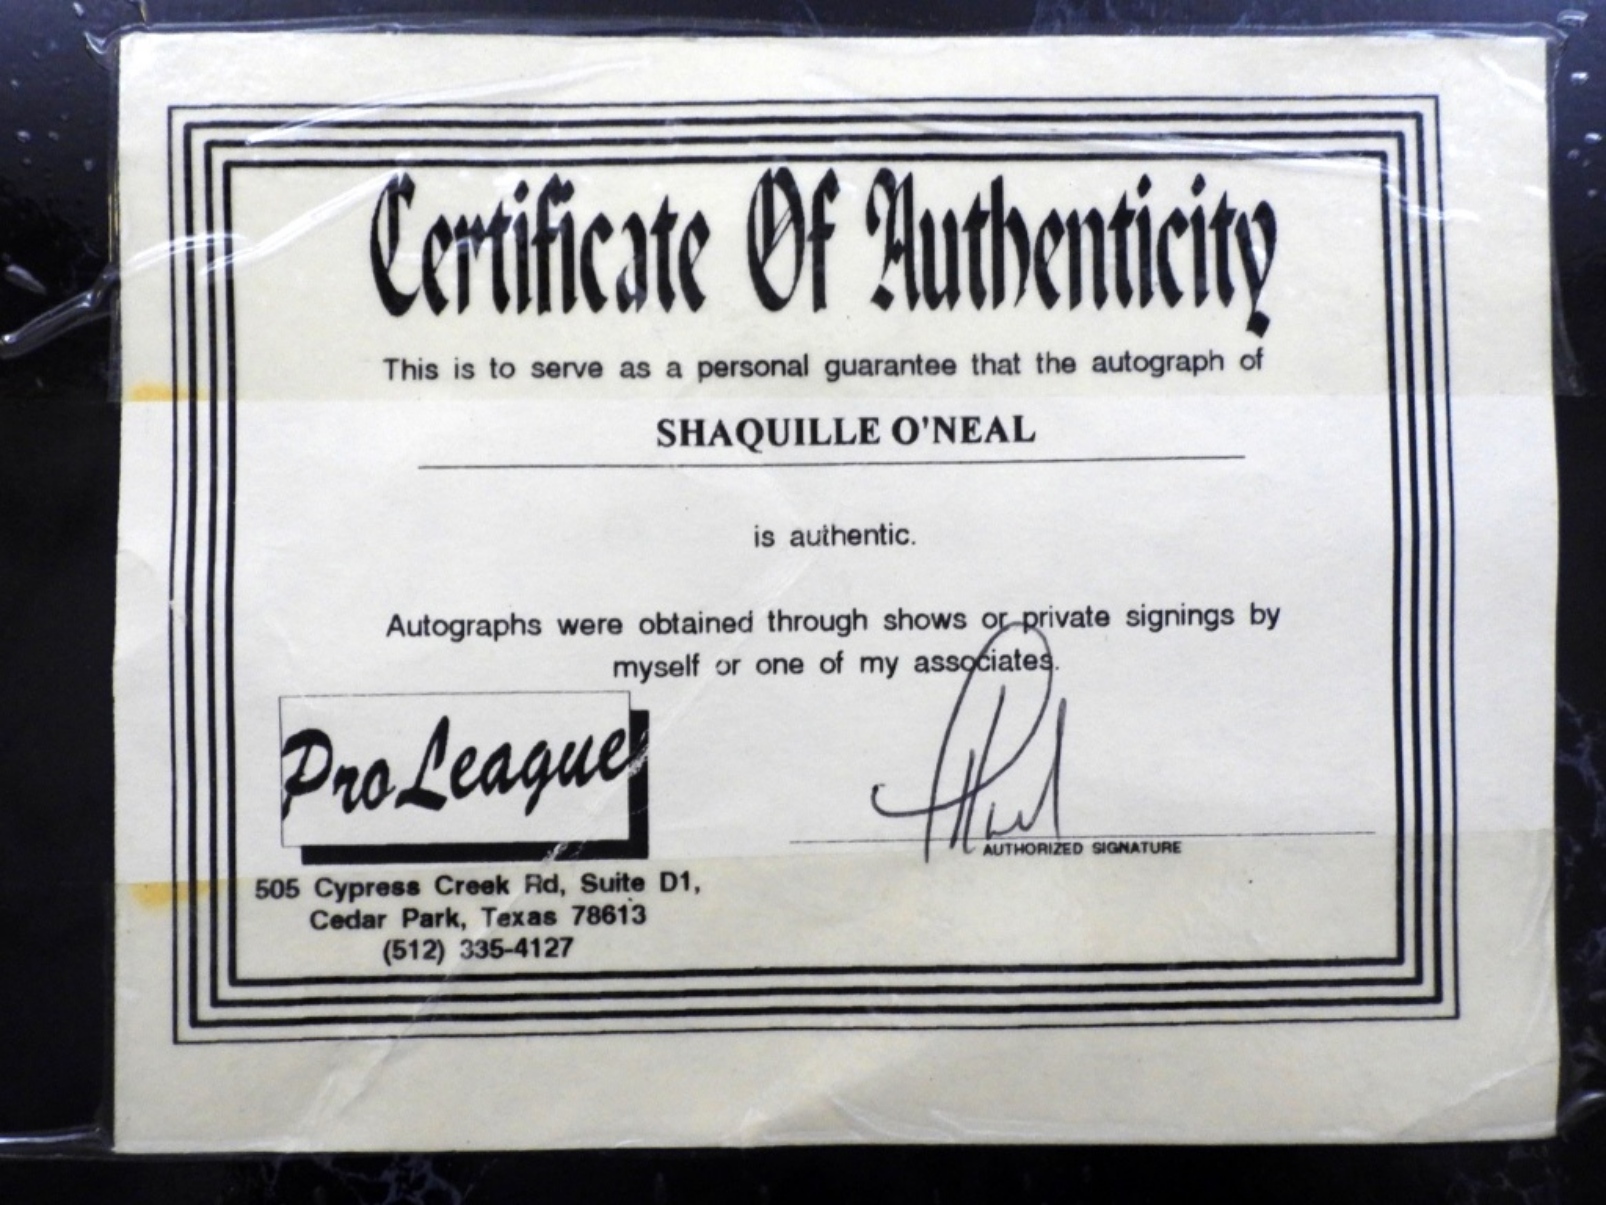 Certificate Of Authenticity
This is to serve as a personal guarantee that the autograph of
SHAQUILLE O'NEAL
is authentic.
Autographs were obtained through shows or private signings by
myself or one of my associates.
Pro League
AUTHORIZED SIGNATURE
505 Cypress Creek Rd, Suite D1,
Cedar Park, Texas 78613
(512) 335-4127